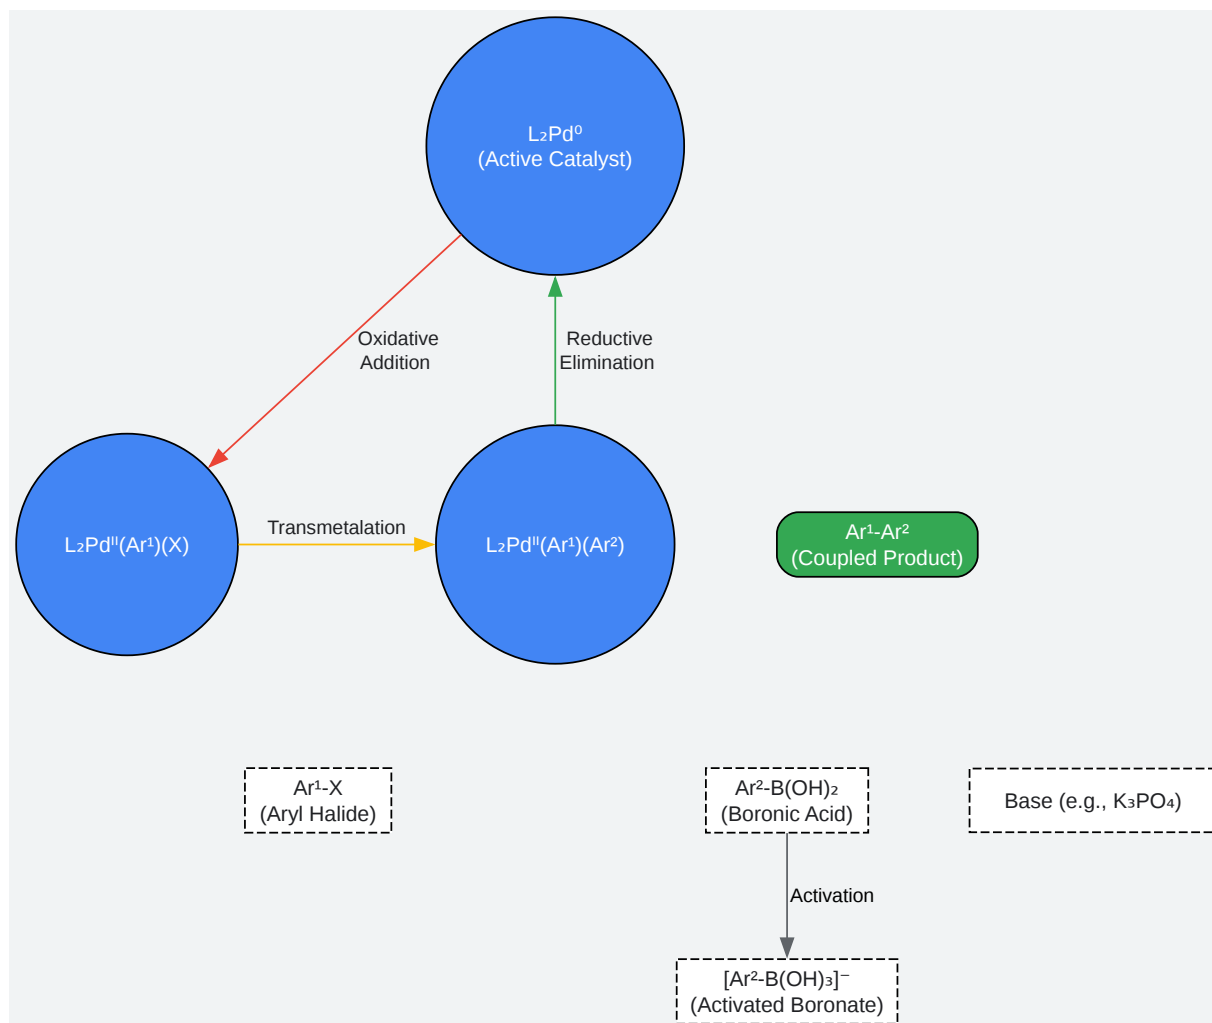 L₂Pd⁰
(Active Catalyst)
Oxidative
Addition
Reductive
Elimination
L₂Pdᴵᴵ(Ar¹)(X)
Transmetalation
L₂Pdᴵᴵ(Ar¹)(Ar²)
Ar¹-Ar²
(Coupled Product)
Ar¹-X
(Aryl Halide)
Ar²-B(OH)₂
(Boronic Acid)
Base (e.g., K₃PO₄)
Activation
[Ar²-B(OH)₃]⁻
(Activated Boronate)